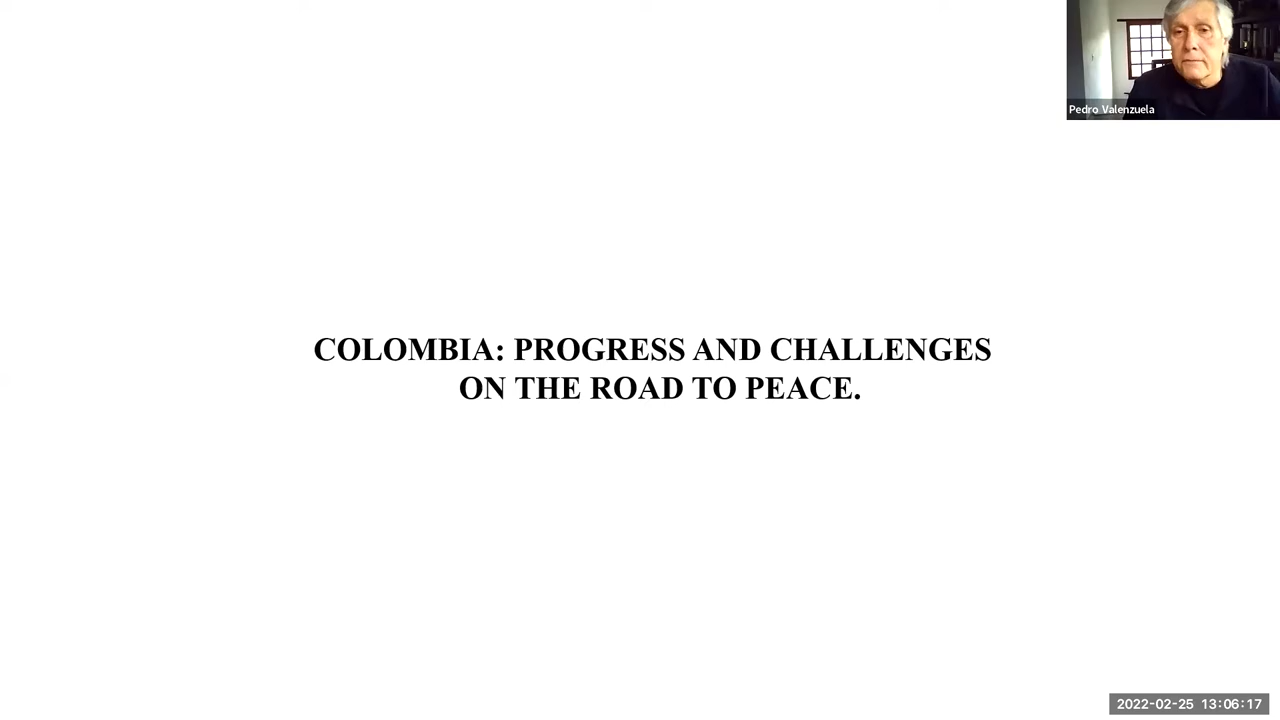 Pedro Valenzuela
COLOMBIA: PROGRESS AND CHALLENGES
ON THE ROAD TO PEACE.
2022-02-25 13:06:17